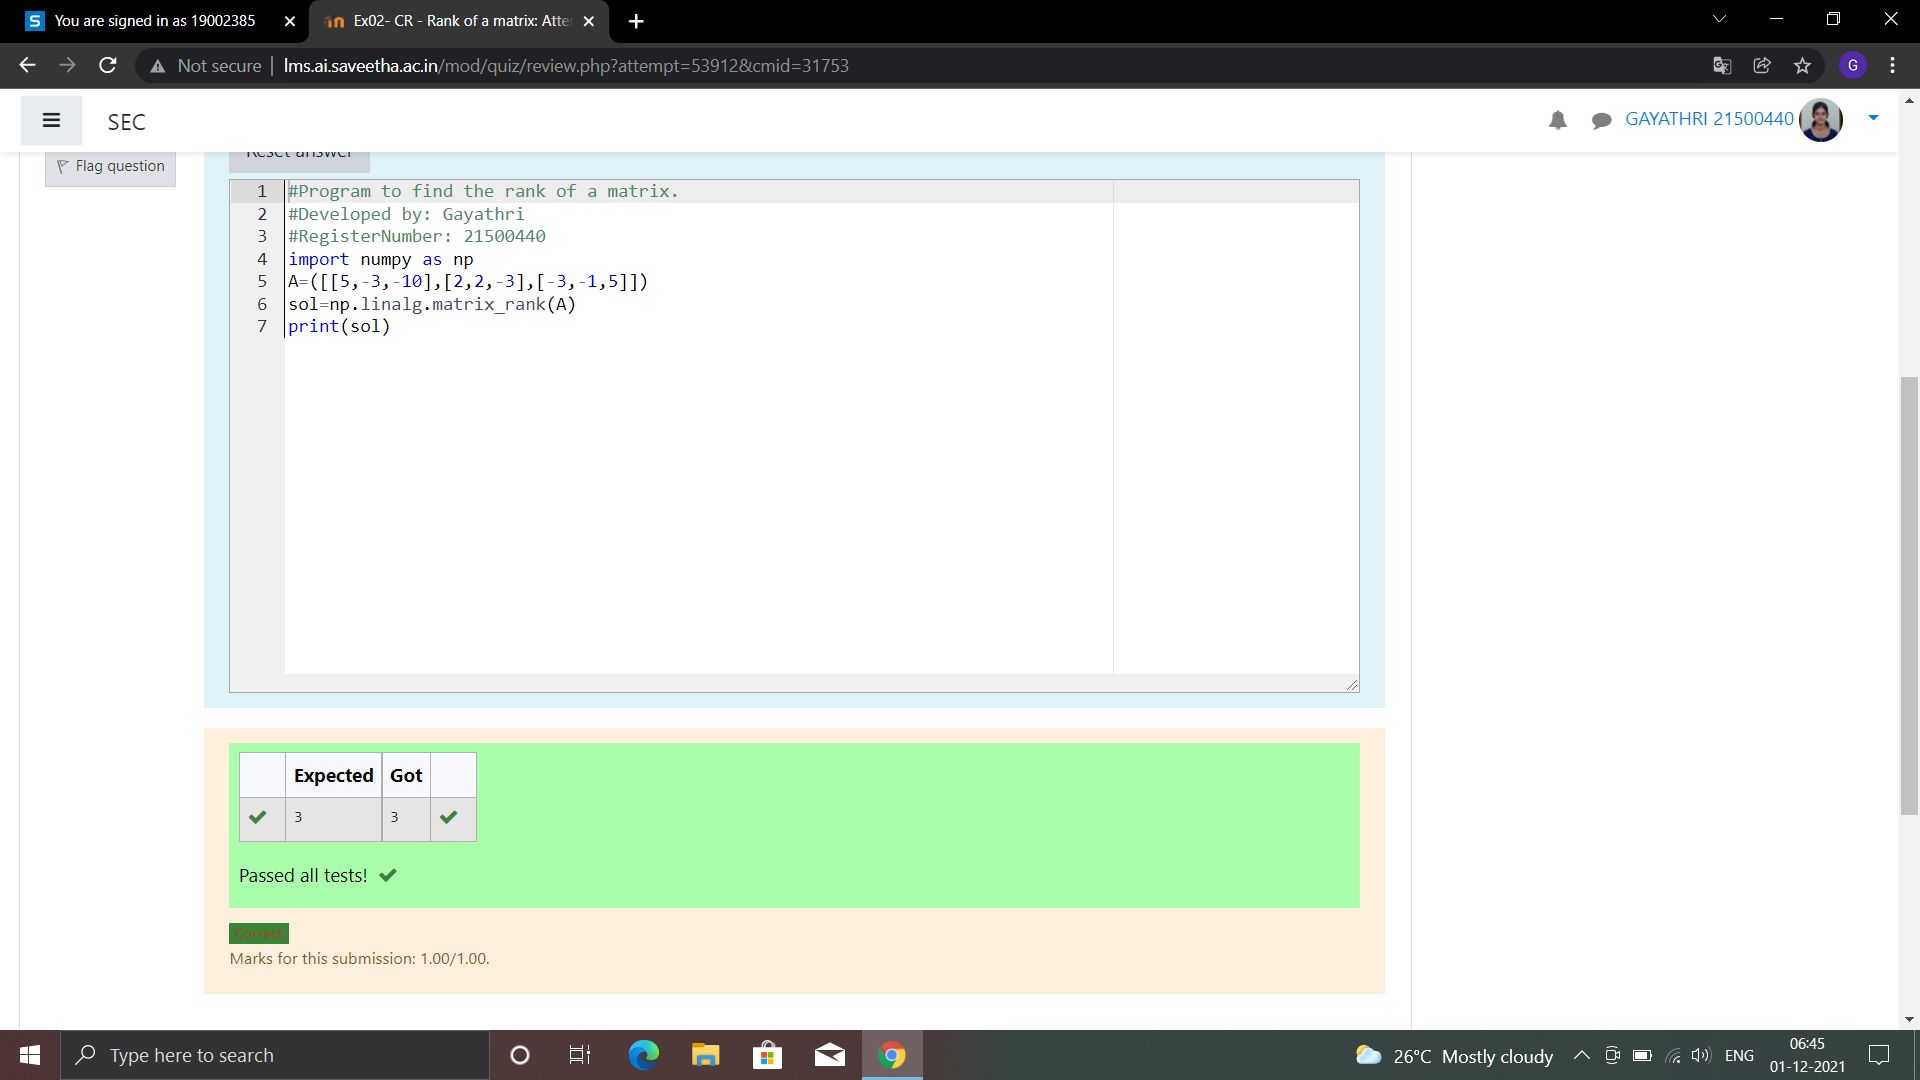 You are signed in as 19002385
Ex02- CR - Rank of a matrix: Atte
Not secure | lms.ai.saveetha.ac.in/mod/quiz/review.php?attempt=53912&cmid=31753
G
SEC
GAYATHRI 21500440
Reset answer
Flag question
1 #Program to find the rank of a matrix.
2 #Developed by: Gayathri
3 #RegisterNumber: 21500440
4 import numpy as np
5 A=([[5,-3,-10],[2,2,-3],[-3,-1,5]])
6 sol=np.linalg.matrix_rank(A)
7 print(sol)
Expected Got
3 3
Passed all tests!
Correct
Marks for this submission: 1.00/1.00.
Type here to search
26°C Mostly cloudy
ENG
06:45
01-12-2021